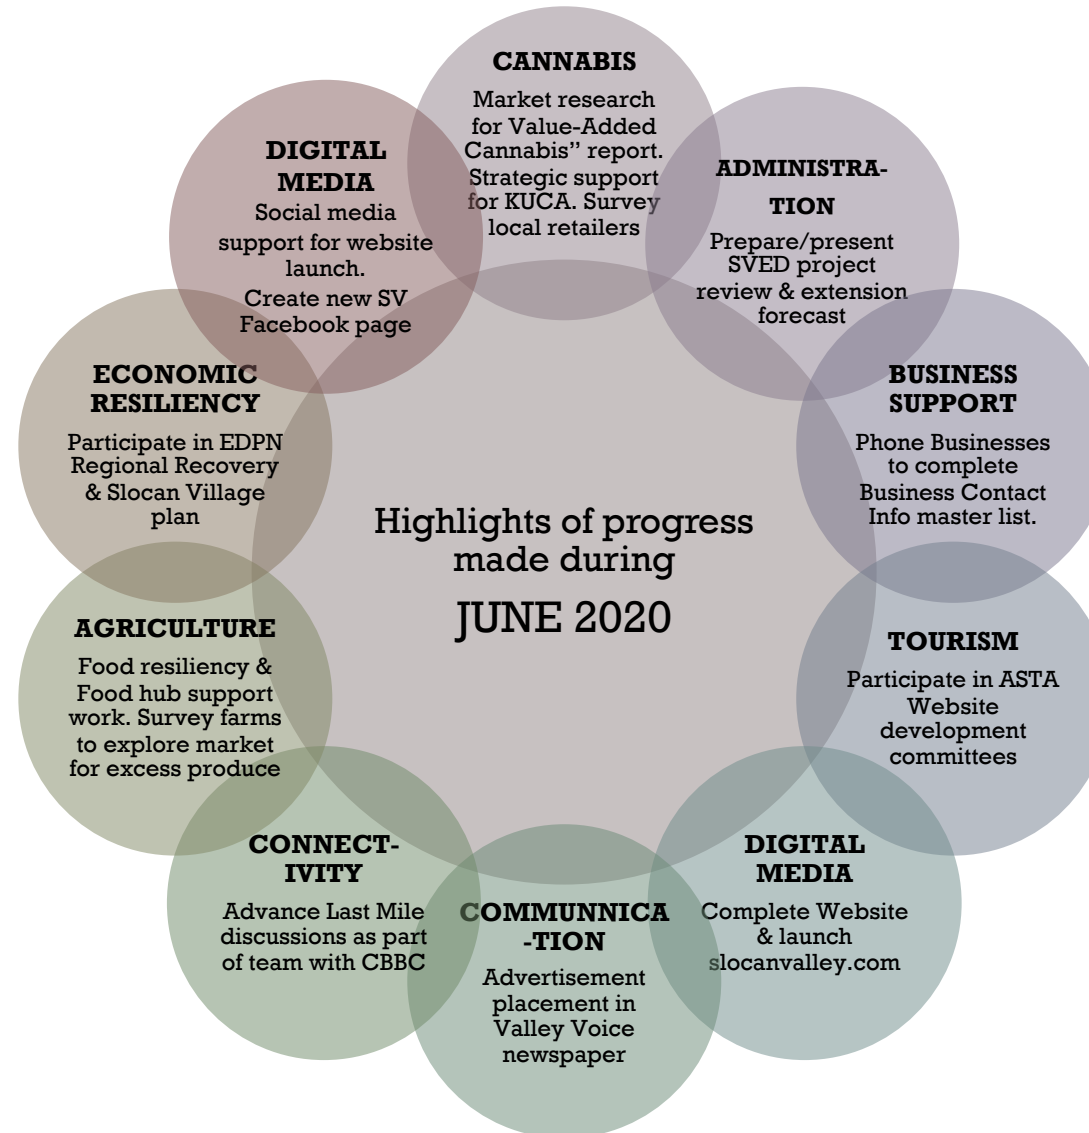 CANNABIS
Market research
for Value-Added
Cannabis” report.
Strategic support
for KUCA. Survey
local retailers
ADMINISTRA-
TION
Prepare/present
SVED project
review & extension
forecast
BUSINESS
SUPPORT
Phone Businesses
to complete
Business Contact
Info master list.
TOURISM
Participate in ASTA
Website
development
committees
DIGITAL
MEDIA
Complete Website
& launch
slocanvalley.com
COMMUNNICA
-TION
Advertisement
placement in
Valley Voice
newspaper
CONNECT-
IVITY
Advance Last Mile
discussions as part
of team with CBBC
AGRICULTURE
Food resiliency &
Food hub support
work. Survey farms
to explore market
for excess produce
ECONOMIC
RESILIENCY
Participate in EDPN
Regional Recovery
& Slocan Village
plan
DIGITAL
MEDIA
Social media
support for website
launch.
Create new SV
Facebook page
Highlights of progress
made during
JUNE 2020